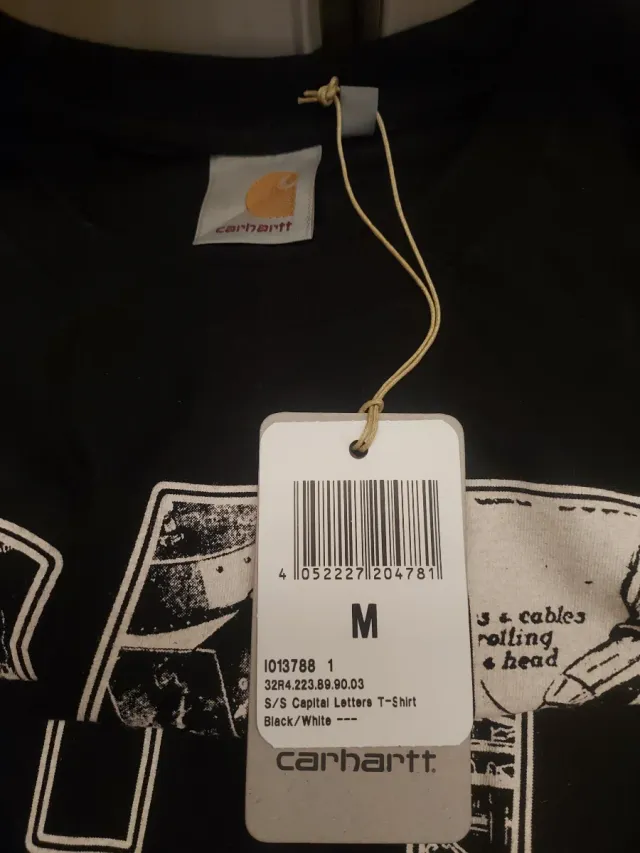 carhartt
4 052227 204781
M
I013788 1
32R4.223.89.90.03
S/S Capital Letters T-Shirt
Black/White ---
carhartt.
& cables
rolling
head